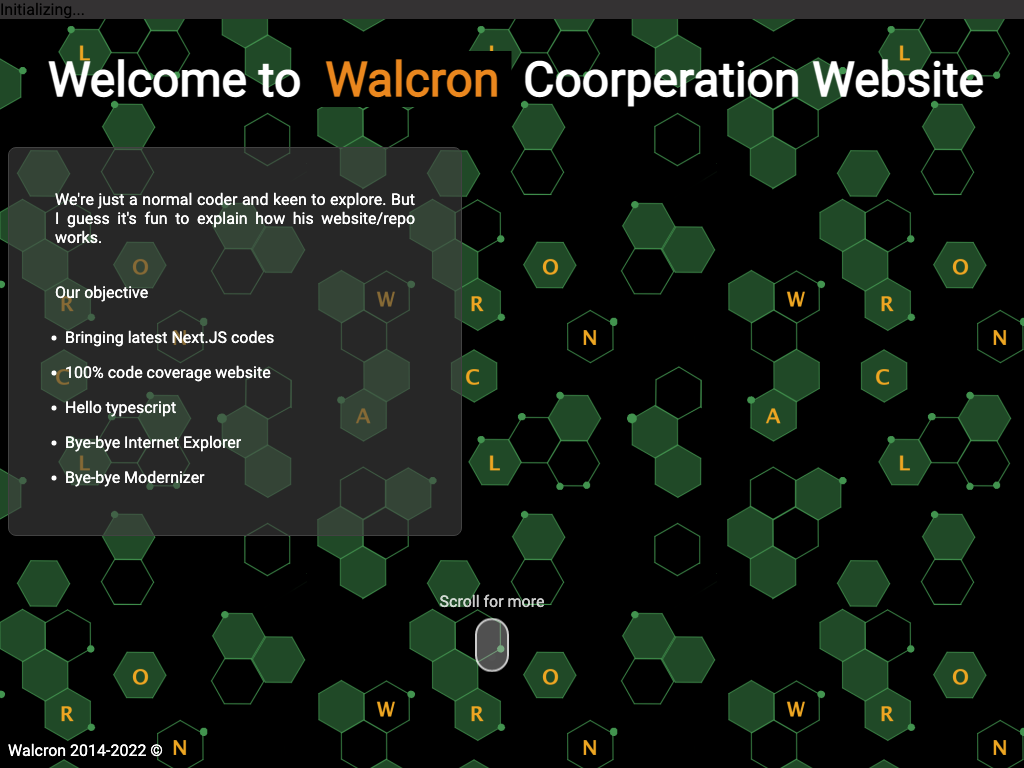 Initializing...
Welcome to Walcron Coorperation Website
We're just a normal coder and keen to explore. But
I guess it's fun to explain how his website/repo
works.
Our objective
Bringing latest Next.JS codes
100% code coverage website
Hello typescript
Bye-bye Internet Explorer
Bye-bye Modernizer
Scroll for more
Walcron 2014-2022 ©
L
L
L
O
O
O
R
W
R
W
R
N
N
N
C
C
C
A
A
L
L
L
O
O
O
R
W
R
W
R
N
N
N